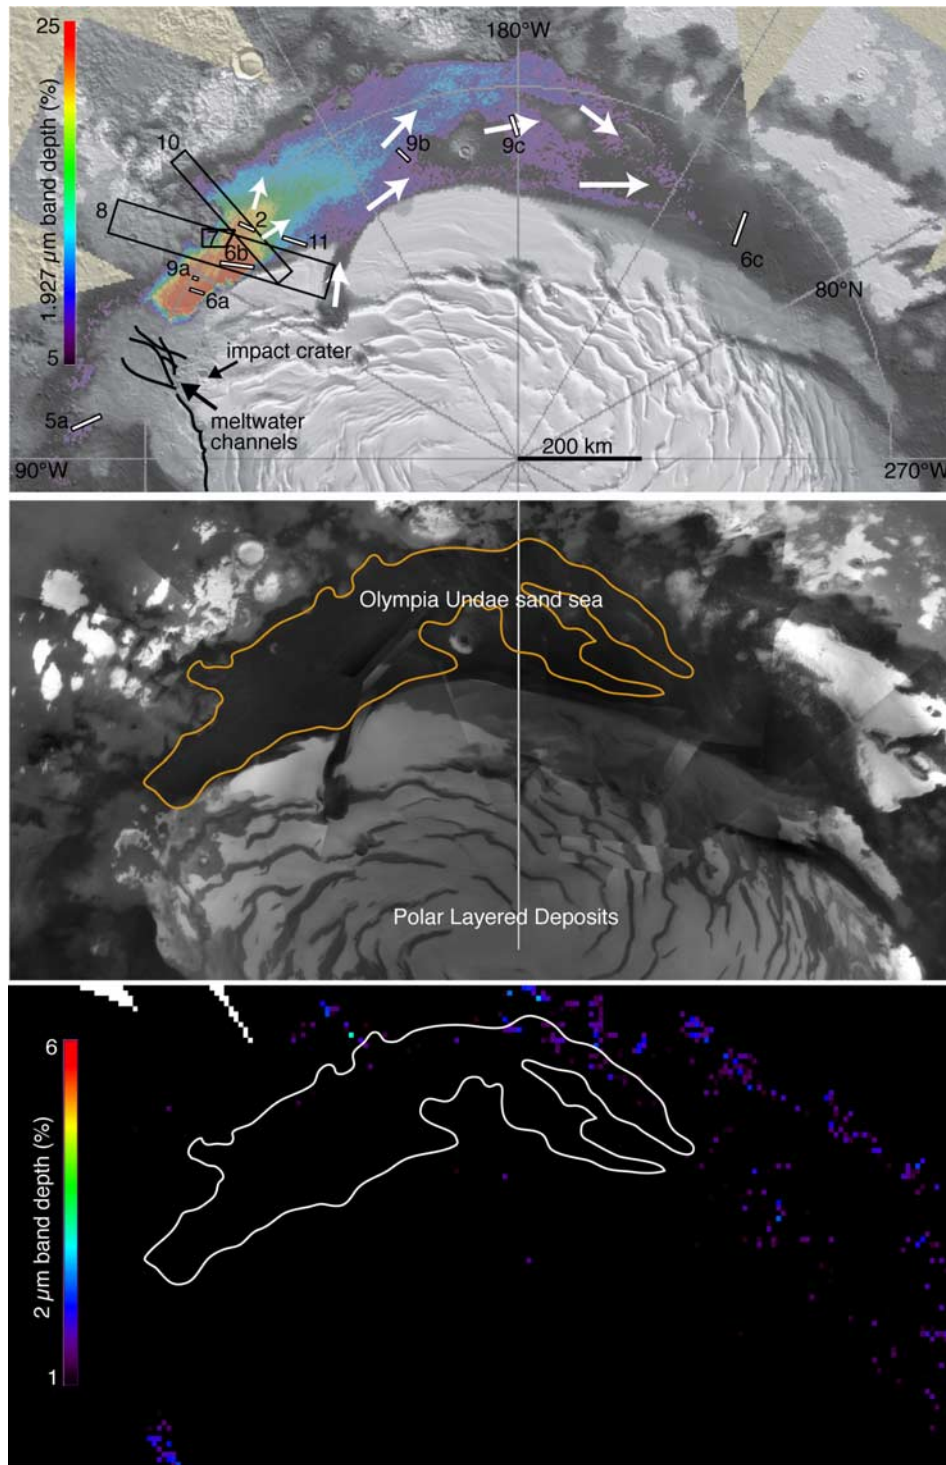 25
1.927 µm band depth (%)
5
180°W
10
9b
9c
8
2
11
6b
9a
6a
6c
80°N
impact crater
meltwater
channels
5a
200 km
90°W
270°W
Olympia Undae sand sea
Polar Layered Deposits
6
2 µm band depth (%)
1